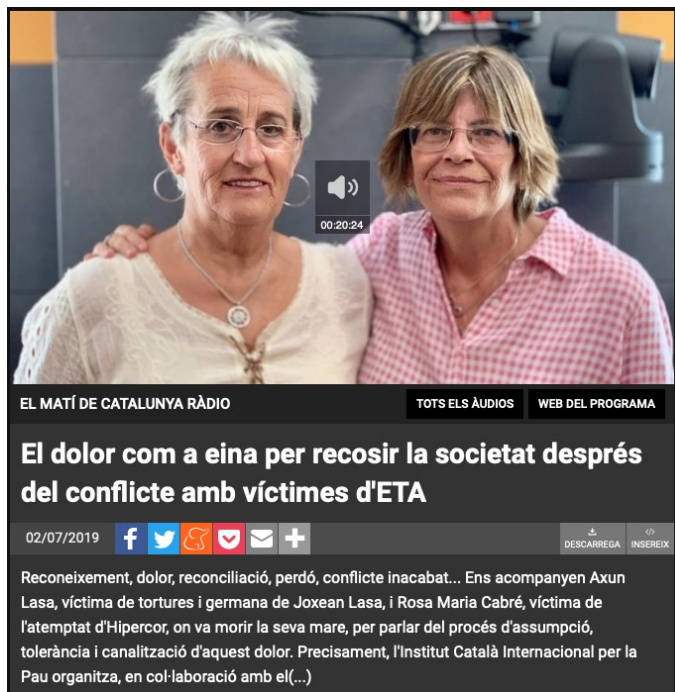 00:20:24
EL MATÍ DE CATALUNYA RÀDIO
TOTS ELS ÀUDIOS
WEB DEL PROGRAMA
El dolor com a eina per recosir la societat després
del conflicte amb víctimes d'ETA
02/07/2019
DESCARREGA
INSEREIX
Reconeixement, dolor, reconciliació, perdó, conflicte inacabat... Ens acompanyen Axun
Lasa, víctima de tortures i germana de Joxean Lasa, i Rosa Maria Cabré, víctima de
l'atemptat d'Hipercor, on va morir la seva mare, per parlar del procés d'assumpció,
tolerància i canalització d'aquest dolor. Precisament, l'Institut Català Internacional per la
Pau organitza, en col·laboració amb el(...)